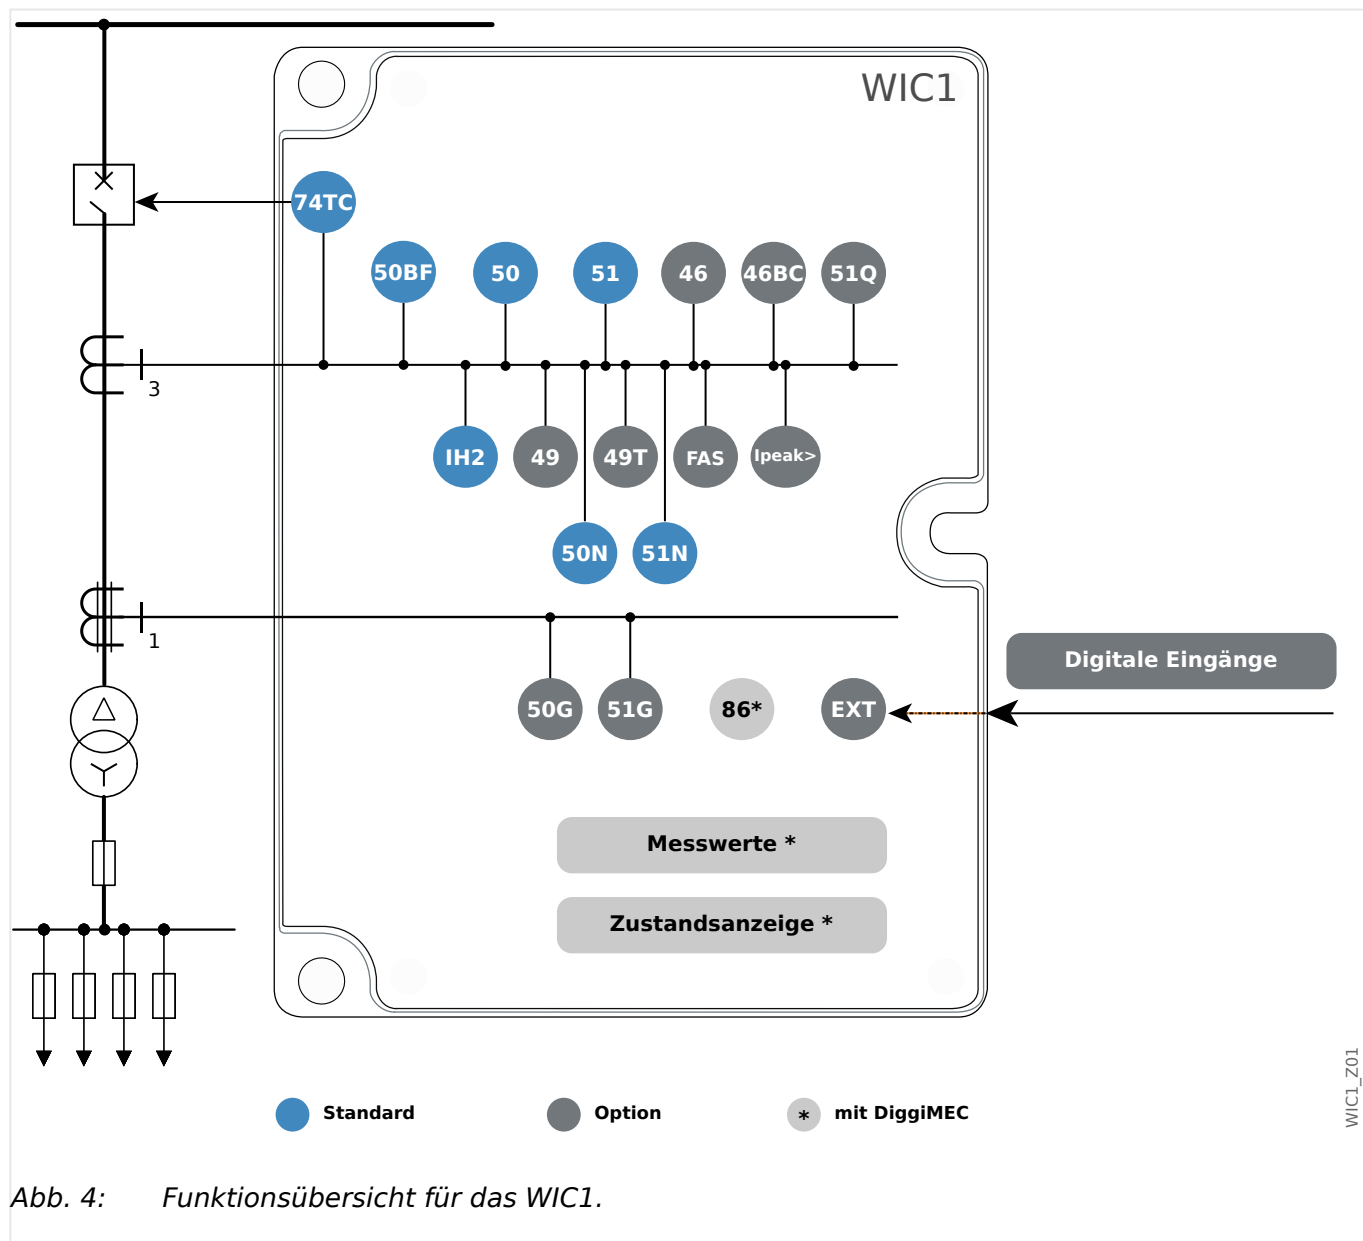 WIC1
74TC
50BF 50 51 46 46BC 51Q
3
IH2 49 49T FAS Ipeak>
50N 51N
1
Digitale Eingänge
50G 51G 86* EXT
Messwerte *
Zustandsanzeige *
Standard Option * mit DiggiMEC
WIC1_Z01
Abb. 4: Funktionsübersicht für das WIC1.